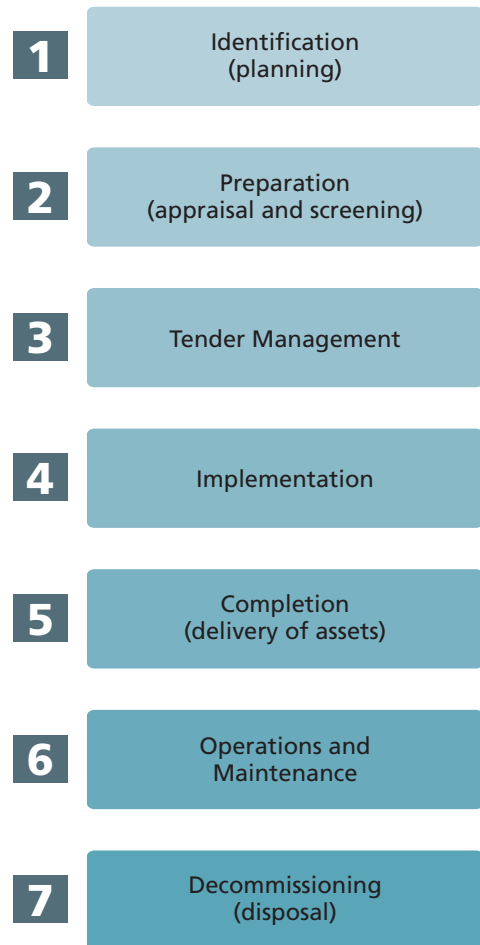 1
Identification
(planning)
2
Preparation
(appraisal and screening)
3
Tender Management
4
Implementation
5
Completion
(delivery of assets)
6
Operations and
Maintenance
7
Decommissioning
(disposal)